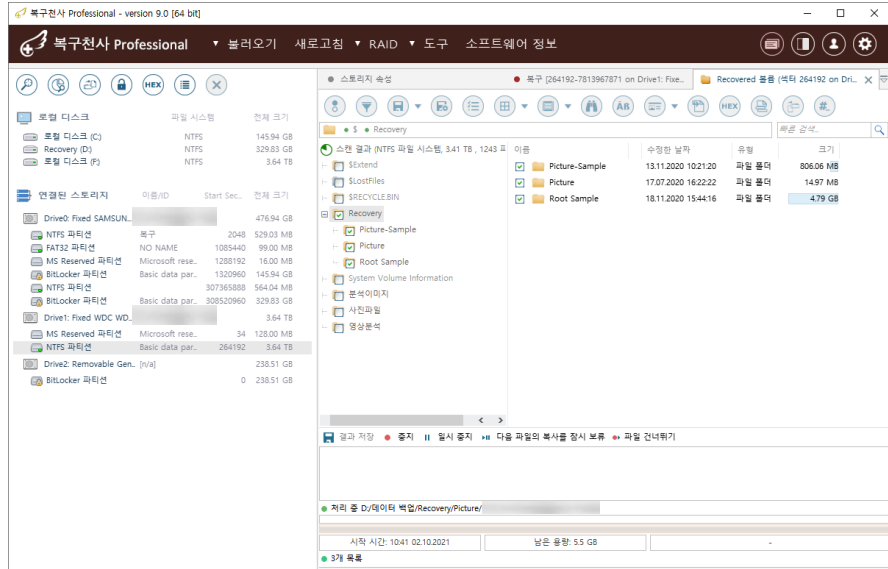 복구천사 Professional - version 9.0 [64 bit]
복구천사 Professional ▼ 불러오기 새로고침 ▼ RAID ▼ 도구 소프트웨어 정보
HEX
로컬 디스크 파일 시스템 전체 크기
로컬 디스크 (C:) NTFS 145.94 GB
Recovery (D:) NTFS 329.83 GB
로컬 디스크 (F:) NTFS 3.64 TB
연결된 스토리지 이름/ID Start Sec... 전체 크기
Drive0: Fixed SAMSUN... 476.94 GB
NTFS 파티션 복구 2048 529.03 MB
FAT32 파티션 NO NAME 1085440 99.00 MB
MS Reserved 파티션 Microsoft rese... 1288192 16.00 MB
BitLocker 파티션 Basic data par... 1320960 145.94 GB
NTFS 파티션 307365888 564.04 MB
BitLocker 파티션 Basic data par... 308520960 329.83 GB
Drive1: Fixed WDC WD... 3.64 TB
MS Reserved 파티션 Microsoft rese... 34 128.00 MB
NTFS 파티션 Basic data par... 264192 3.64 TB
Drive2: Removable Gen... [n/a] 238.51 GB
BitLocker 파티션 0 238.51 GB
스토리지 속성 복구 [264192-7813967871 on Drive1: Fixe... Recovered 볼륨 (섹터 264192 on Dri...
ÄB HEX #
$ Recovery 빠른 검색...
스캔 결과 (NTFS 파일 시스템, 3.41 TB, 1243 이름 수정한 날짜 유형 크기
$Extend
$LostFiles
$RECYCLE.BIN
Recovery
Picture-Sample
Picture
Root Sample
System Volume Information
분석이미지
사진파일
영상분석
Picture-Sample 13.11.2020 10:21:20 파일 폴더 806.06 MB
Picture 17.07.2020 16:22:22 파일 폴더 14.97 MB
Root Sample 18.11.2020 15:44:16 파일 폴더 4.79 GB
결과 저장 중지 일시 중지 다음 파일의 복사를 잠시 보류 파일 건너뛰기
처리 중 D:/데이터 백업/Recovery/Picture/
시작 시간: 10:41 02.10.2021 남은 용량: 5.5 GB -
3개 목록